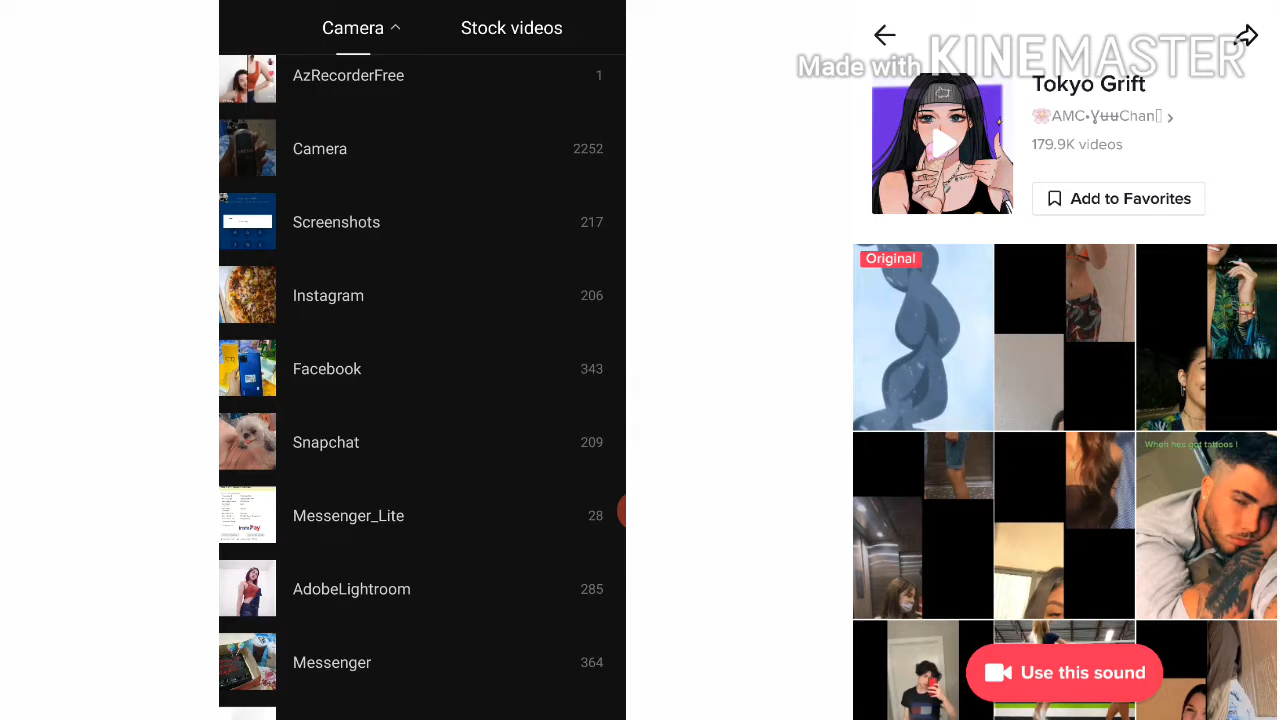 Camera
Stock videos
AzRecorderFree 1
Camera 2252
Screenshots 217
Instagram 206
Facebook 343
Snapchat 209
Messenger_Lite 28
AdobeLightroom 285
Messenger 364
Made with KINEMASTER
Tokyo Grift
🌸AMC•ƔʉʉChan
179.9K videos
Add to Favorites
Original
When hes got tattoos !
Use this sound